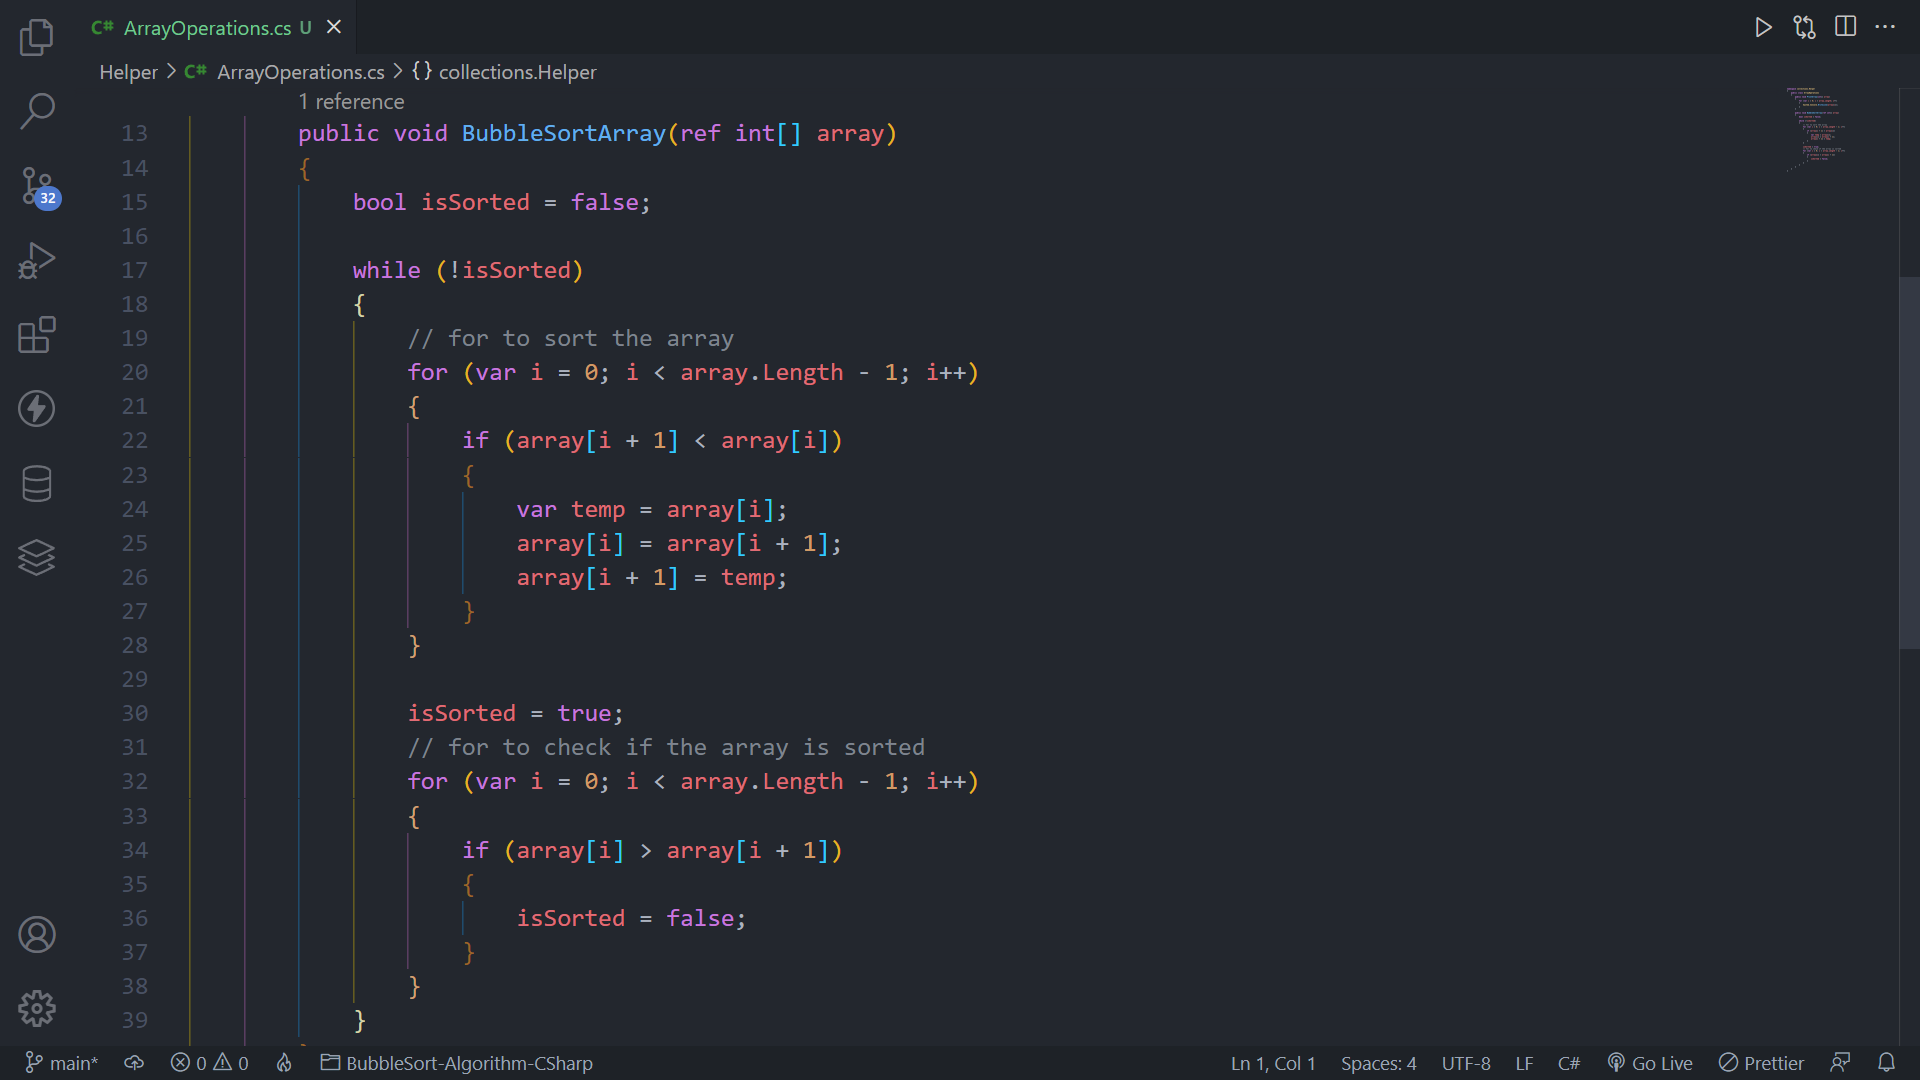 C# ArrayOperations.cs U
Helper > C# ArrayOperations.cs > {} collections.Helper
1 reference
13 public void BubbleSortArray(ref int[] array)
14 {
15 bool isSorted = false;
16
17 while (!isSorted)
18 {
19 // for to sort the array
20 for (var i = 0; i < array.Length - 1; i++)
21 {
22 if (array[i + 1] < array[i])
23 {
24 var temp = array[i];
25 array[i] = array[i + 1];
26 array[i + 1] = temp;
27 }
28 }
29
30 isSorted = true;
31 // for to check if the array is sorted
32 for (var i = 0; i < array.Length - 1; i++)
33 {
34 if (array[i] > array[i + 1])
35 {
36 isSorted = false;
37 }
38 }
39 }
32
main* 0 0 BubbleSort-Algorithm-CSharp Ln 1, Col 1 Spaces: 4 UTF-8 LF C# Go Live Prettier